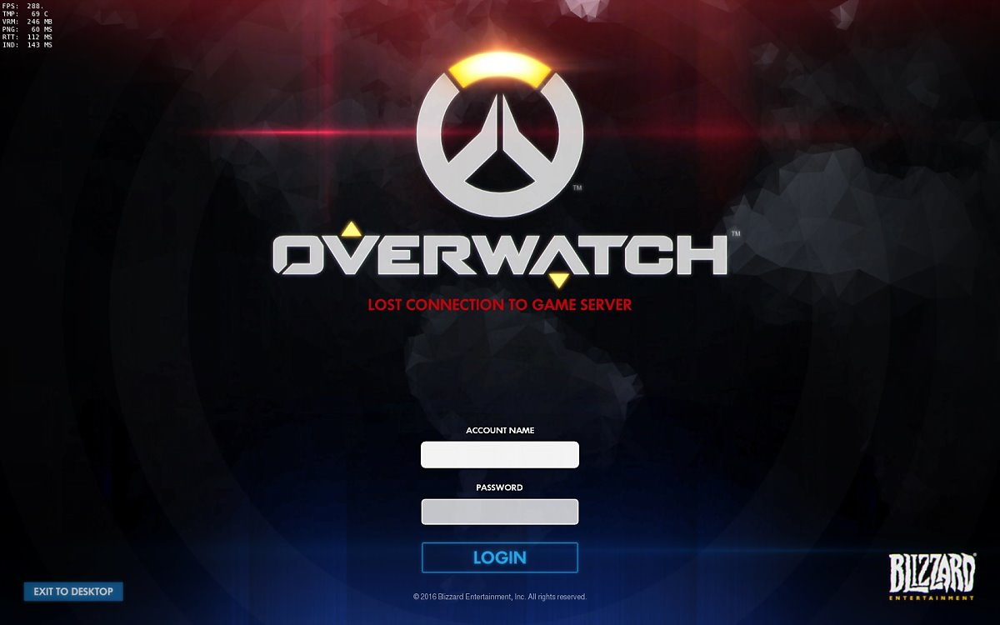 FPS: 288.
TMP: 69 C
VRM: 246 MB
PNG: 60 MS
RTT: 112 MS
IND: 143 MS
TM
OVERWATCH TM
LOST CONNECTION TO GAME SERVER
ACCOUNT NAME
PASSWORD
LOGIN
EXIT TO DESKTOP
© 2016 Blizzard Entertainment, Inc. All rights reserved.
BLIZZARD®
ENTERTAINMENT